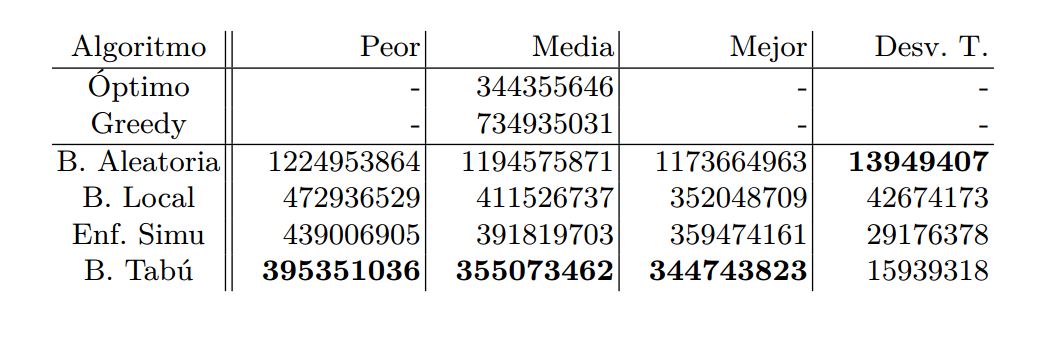 Algoritmo Peor Media Mejor Desv. T.
Óptimo - 344355646 - -
Greedy - 734935031 - -
B. Aleatoria 1224953864 1194575871 1173664963 13949407
B. Local 472936529 411526737 352048709 42674173
Enf. Simu 439006905 391819703 359474161 29176378
B. Tabú 395351036 355073462 344743823 15939318